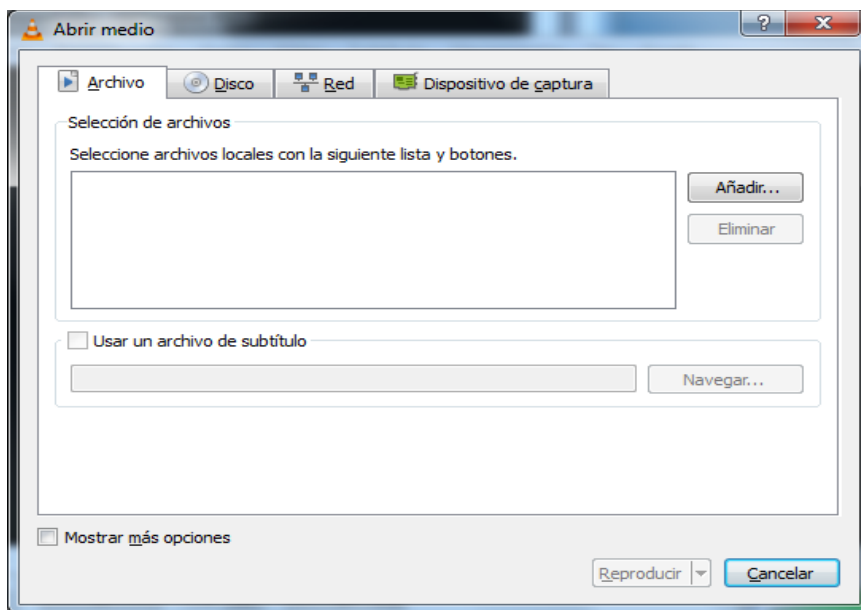 Abrir medio
?
Archivo Disco Red Dispositivo de captura
Selección de archivos
Seleccione archivos locales con la siguiente lista y botones.
Añadir...
Eliminar
Usar un archivo de subtítulo
Navegar...
Mostrar más opciones
Reproducir Cancelar